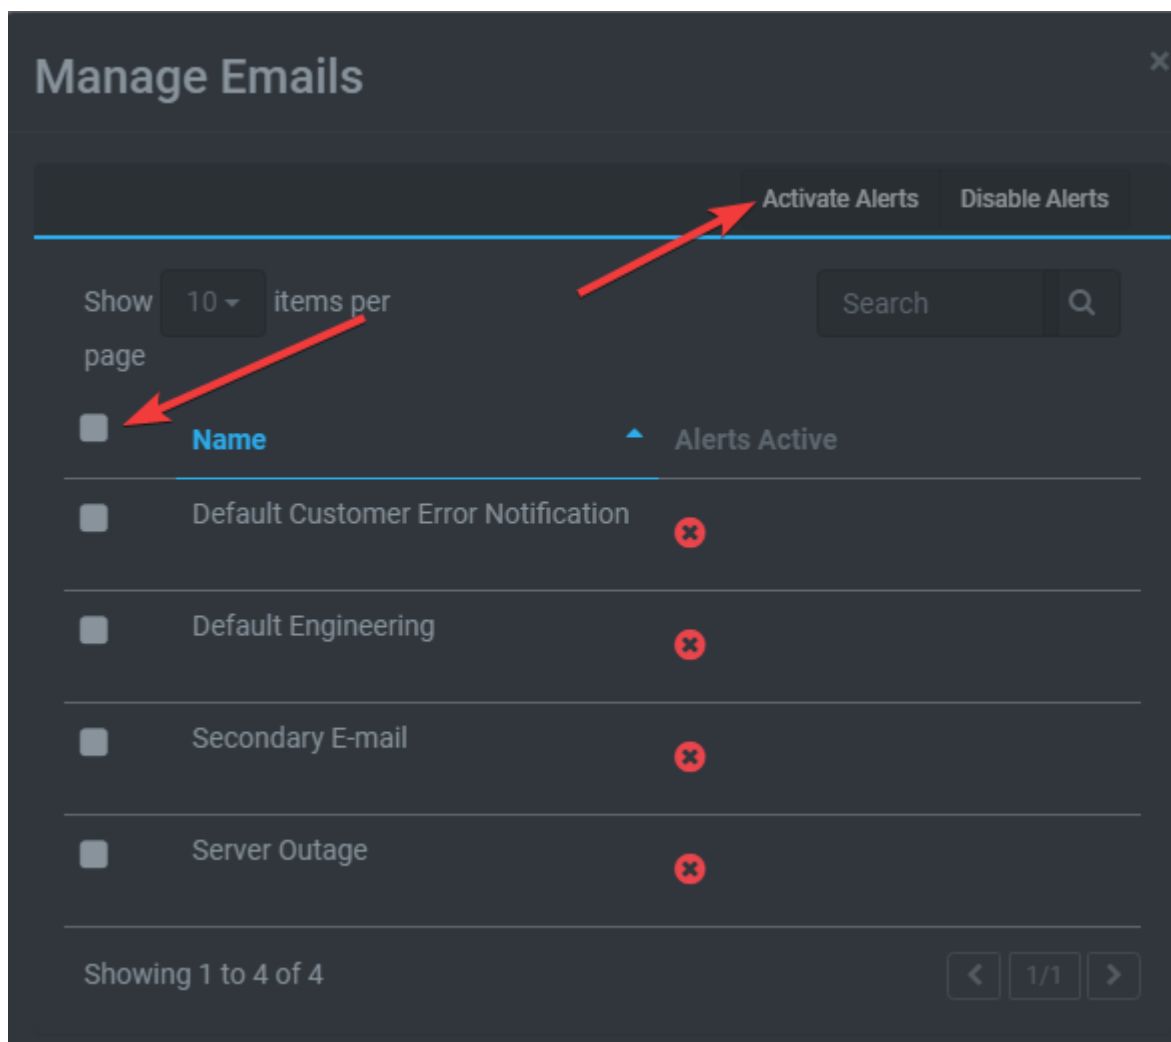 Manage Emails
Activate Alerts Disable Alerts
Show 10 items per
page
Search
Name Alerts Active
Default Customer Error Notification
Default Engineering
Secondary E-mail
Server Outage
Showing 1 to 4 of 4
1/1